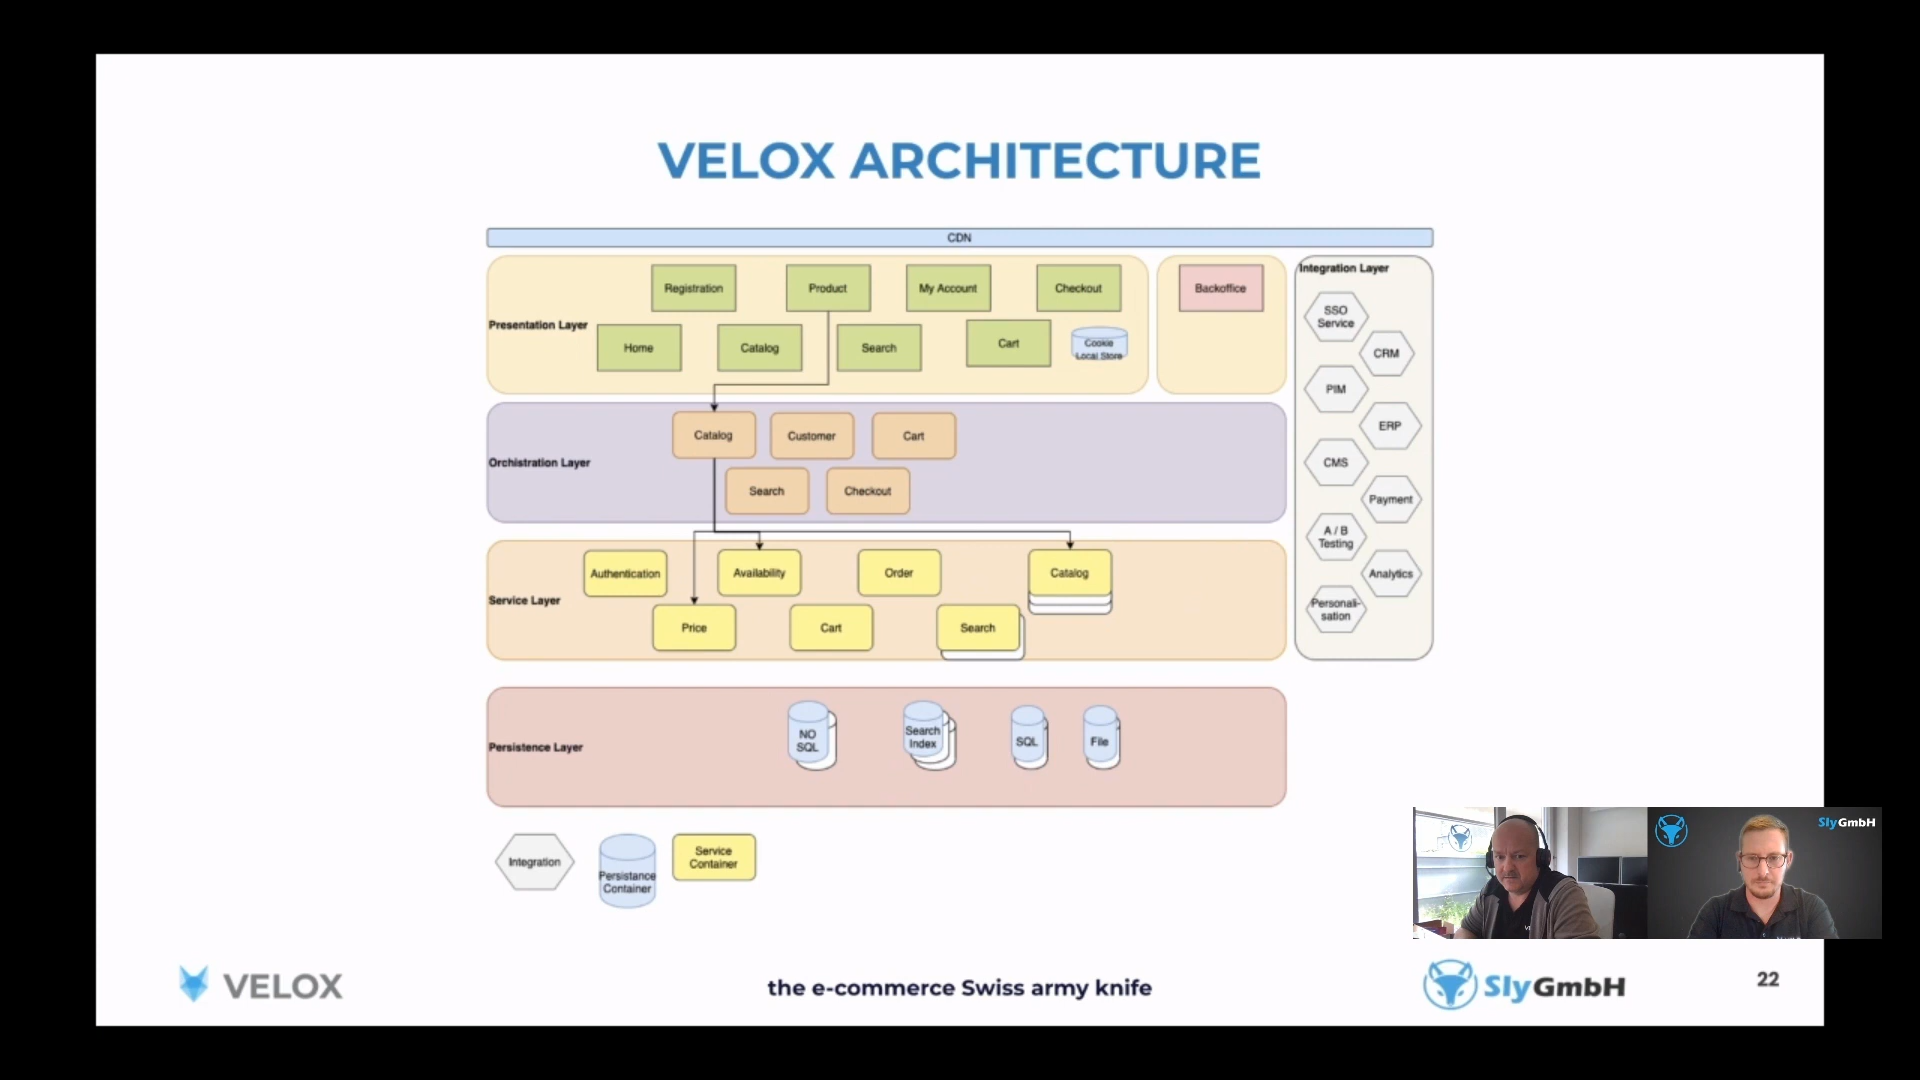 VELOX ARCHITECTURE
CDN
Registration
Product
My Account
Checkout
Backoffice
Presentation Layer
Home
Catalog
Search
Cart
Cookie
Local Store
Integration Layer
SSO
Service
CRM
PIM
ERP
CMS
Payment
A / B
Testing
Analytics
Personali-
sation
Orchistration Layer
Catalog
Customer
Cart
Search
Checkout
Service Layer
Authentication
Availability
Order
Catalog
Price
Cart
Search
Persistence Layer
NO
SQL
Search
Index
SQL
File
Integration
Persistance
Container
Service
Container
SlyGmbH
VELOX
the e-commerce Swiss army knife
SlyGmbH
22